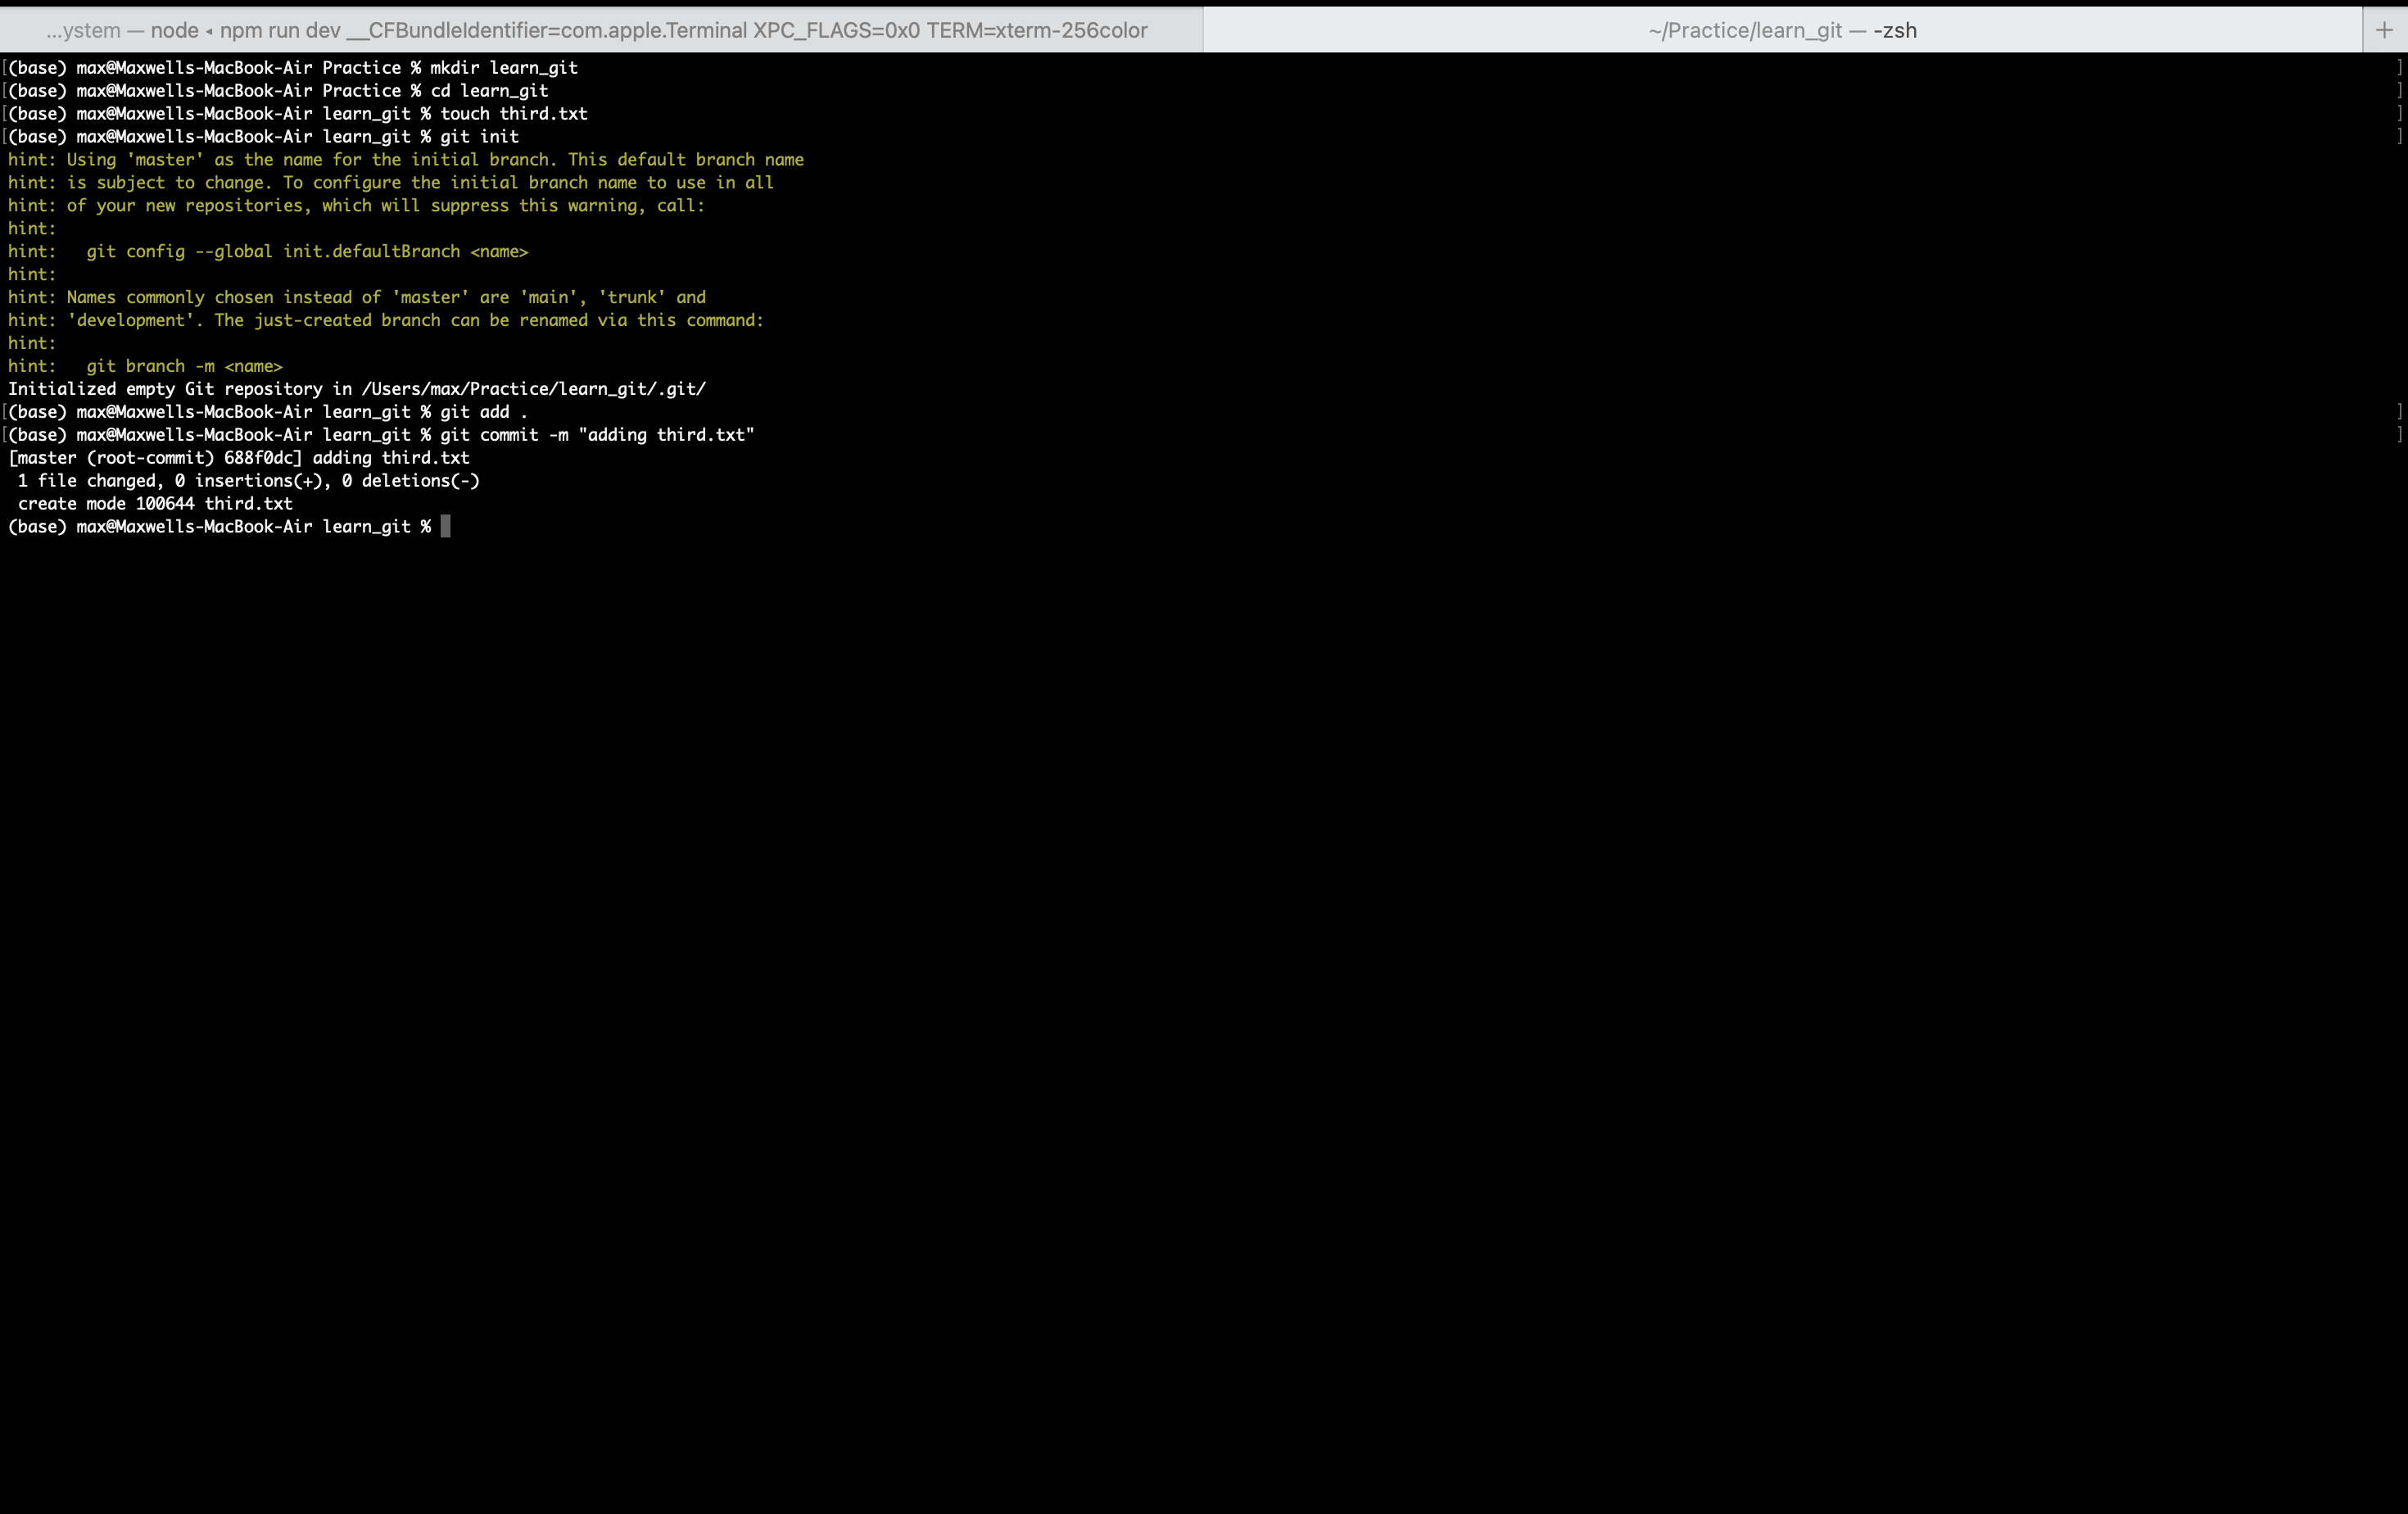 ...ystem — node ◂ npm run dev __CFBundleIdentifier=com.apple.Terminal XPC_FLAGS=0x0 TERM=xterm-256color
~/Practice/learn_git — -zsh
+
[(base) max@Maxwells-MacBook-Air Practice % mkdir learn_git ]
[(base) max@Maxwells-MacBook-Air Practice % cd learn_git ]
[(base) max@Maxwells-MacBook-Air learn_git % touch third.txt ]
[(base) max@Maxwells-MacBook-Air learn_git % git init ]
hint: Using 'master' as the name for the initial branch. This default branch name
hint: is subject to change. To configure the initial branch name to use in all
hint: of your new repositories, which will suppress this warning, call:
hint:
hint:   git config --global init.defaultBranch <name>
hint:
hint: Names commonly chosen instead of 'master' are 'main', 'trunk' and
hint: 'development'. The just-created branch can be renamed via this command:
hint:
hint:   git branch -m <name>
Initialized empty Git repository in /Users/max/Practice/learn_git/.git/
[(base) max@Maxwells-MacBook-Air learn_git % git add . ]
[(base) max@Maxwells-MacBook-Air learn_git % git commit -m "adding third.txt" ]
[master (root-commit) 688f0dc] adding third.txt
 1 file changed, 0 insertions(+), 0 deletions(-)
 create mode 100644 third.txt
(base) max@Maxwells-MacBook-Air learn_git %